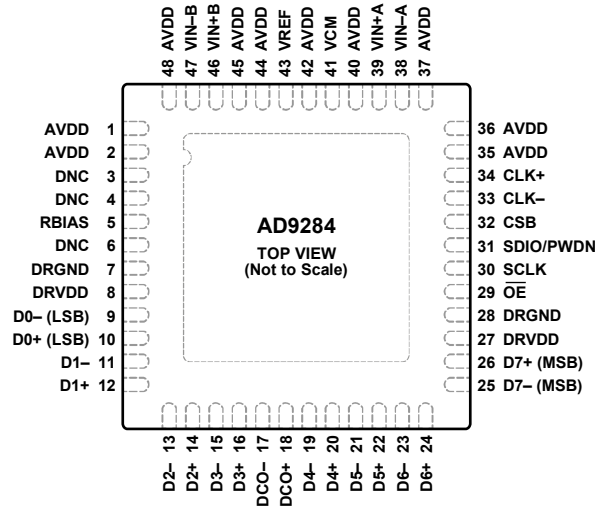 48 AVDD
47 VIN–B
46 VIN+B
45 AVDD
44 AVDD
43 VREF
42 AVDD
41 VCM
40 AVDD
39 VIN+A
38 VIN–A
37 AVDD
AVDD 1
AVDD 2
DNC 3
DNC 4
RBIAS 5
DNC 6
DRGND 7
DRVDD 8
D0– (LSB) 9
D0+ (LSB) 10
D1– 11
D1+ 12
AD9284
TOP VIEW
(Not to Scale)
36 AVDD
35 AVDD
34 CLK+
33 CLK–
32 CSB
31 SDIO/PWDN
30 SCLK
29 O̅E̅
28 DRGND
27 DRVDD
26 D7+ (MSB)
25 D7– (MSB)
D2– 13
D2+ 14
D3– 15
D3+ 16
DCO– 17
DCO+ 18
D4– 19
D4+ 20
D5– 21
D5+ 22
D6– 23
D6+ 24